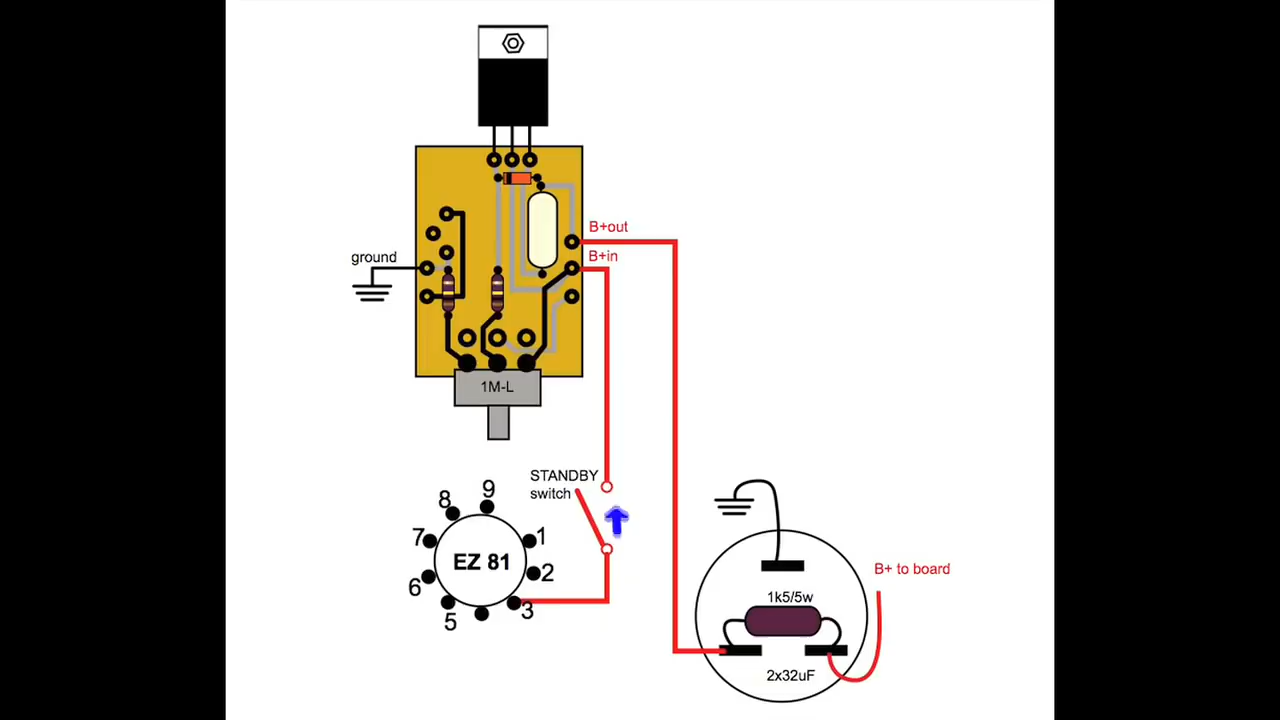 B+out
B+in
ground
1M-L
STANDBY
switch
9
8
7
1
EZ 81
2
6
3
5
B+ to board
1k5/5w
2x32uF